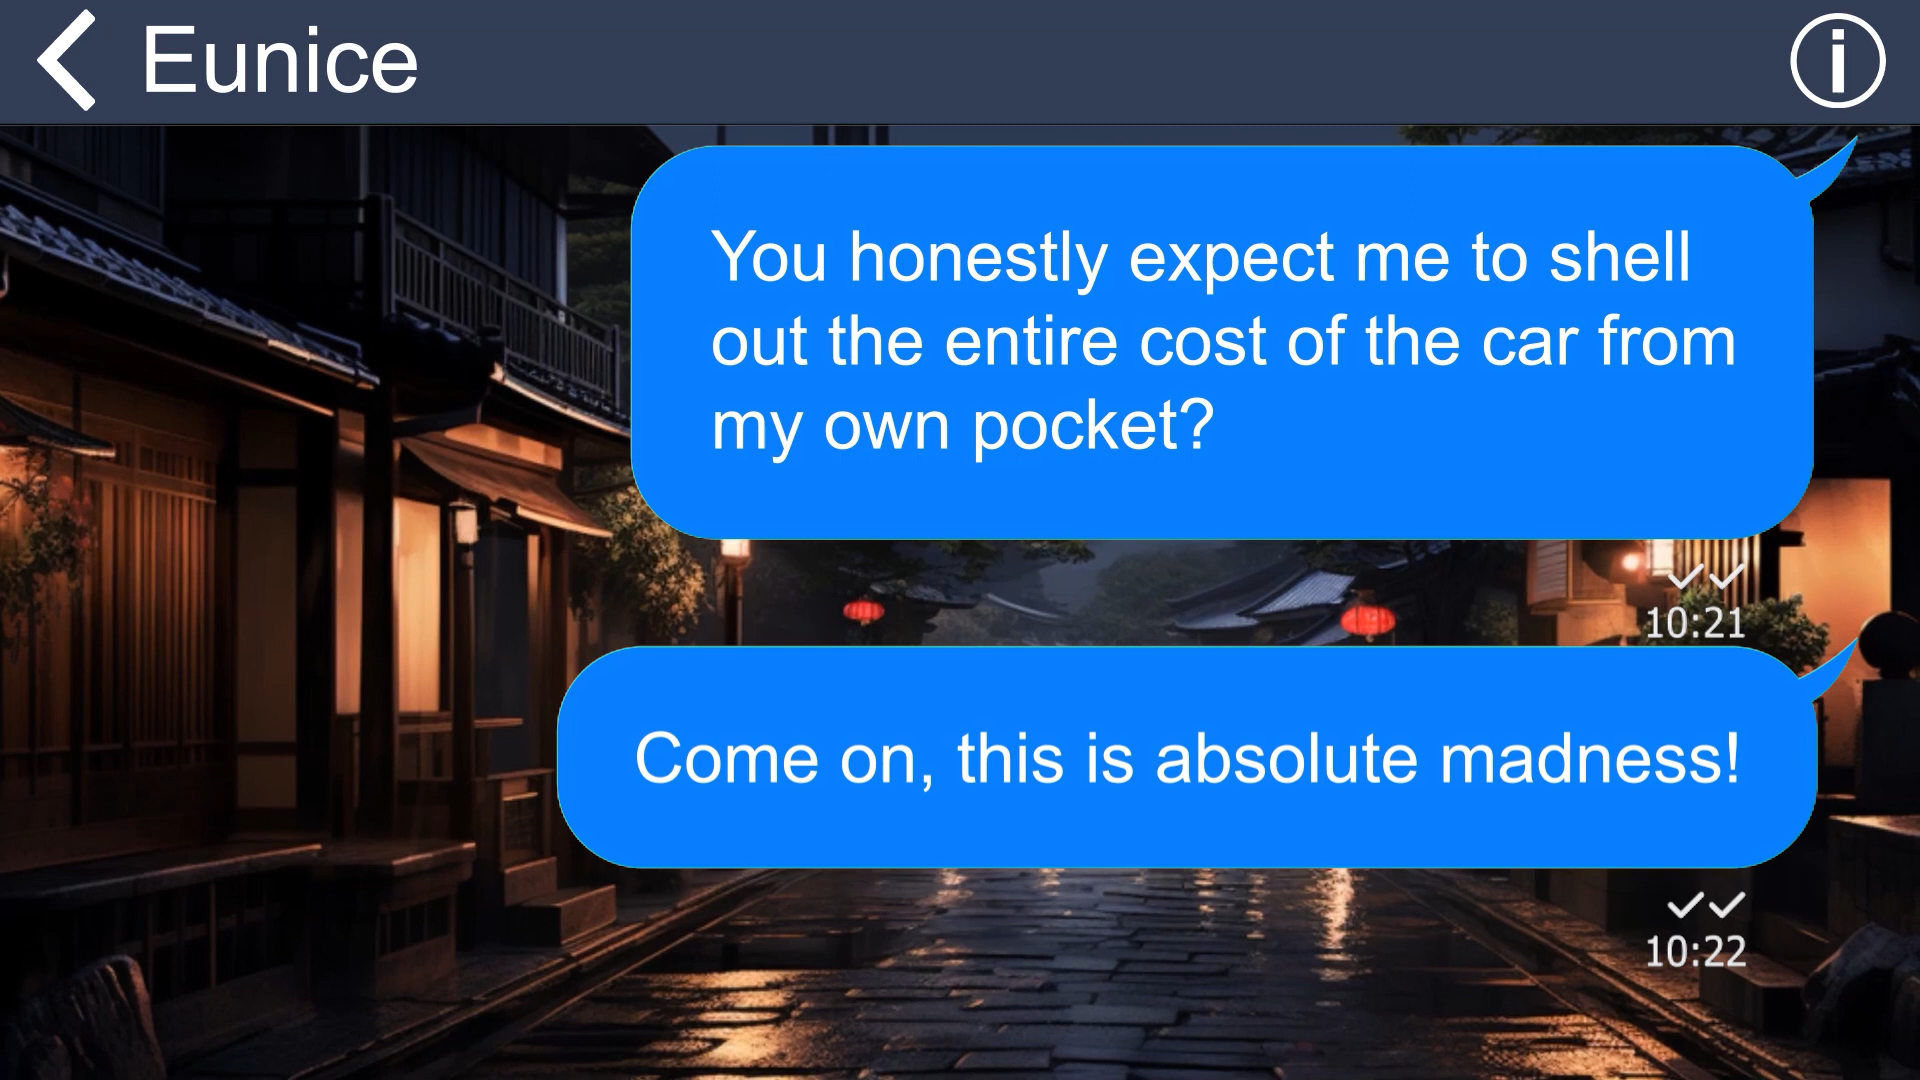 Eunice
You honestly expect me to shell
out the entire cost of the car from
my own pocket?
10:21
Come on, this is absolute madness!
10:22